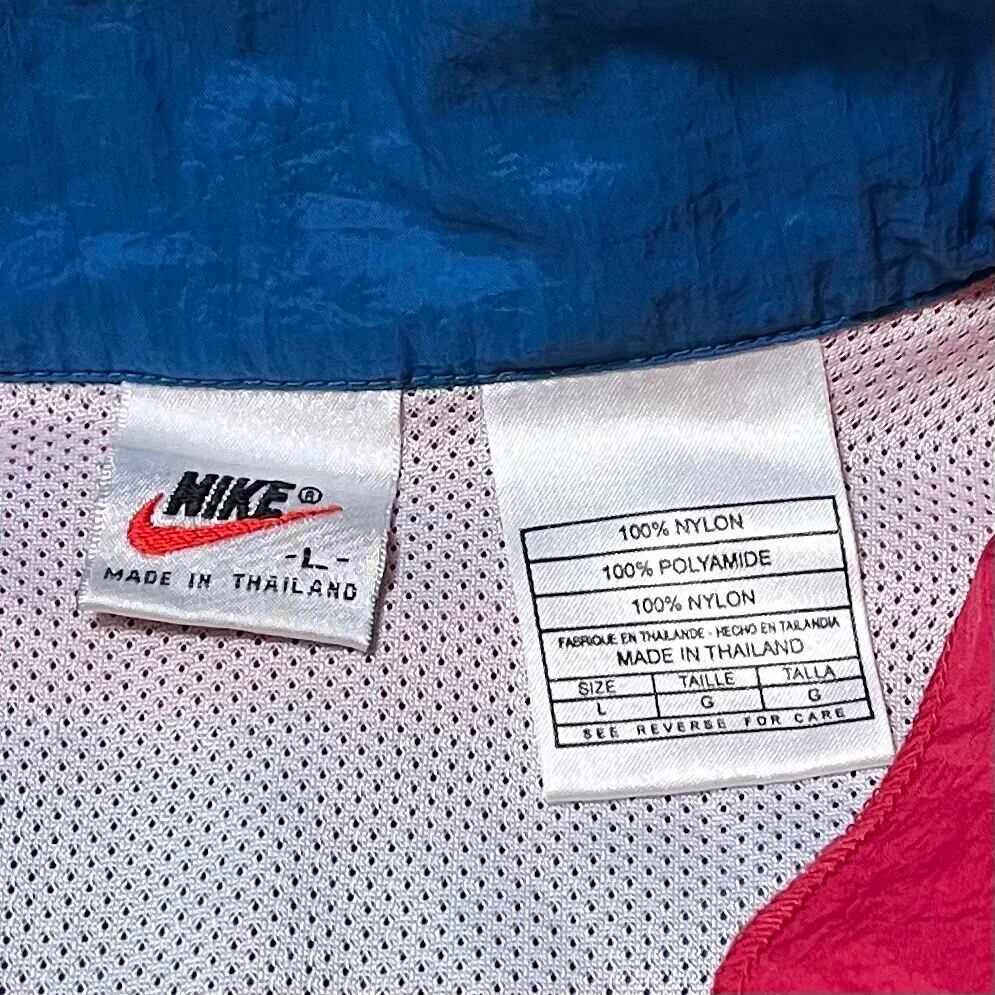 NIKE®
-L-
MADE IN THAILAND
100% NYLON
100% POLYAMIDE
100% NYLON
FABRIQUE EN THAILANDE - HECHO EN TAILANDIA
MADE IN THAILAND
SIZE TAILLE TALLA
L G G
SEE REVERSE FOR CARE